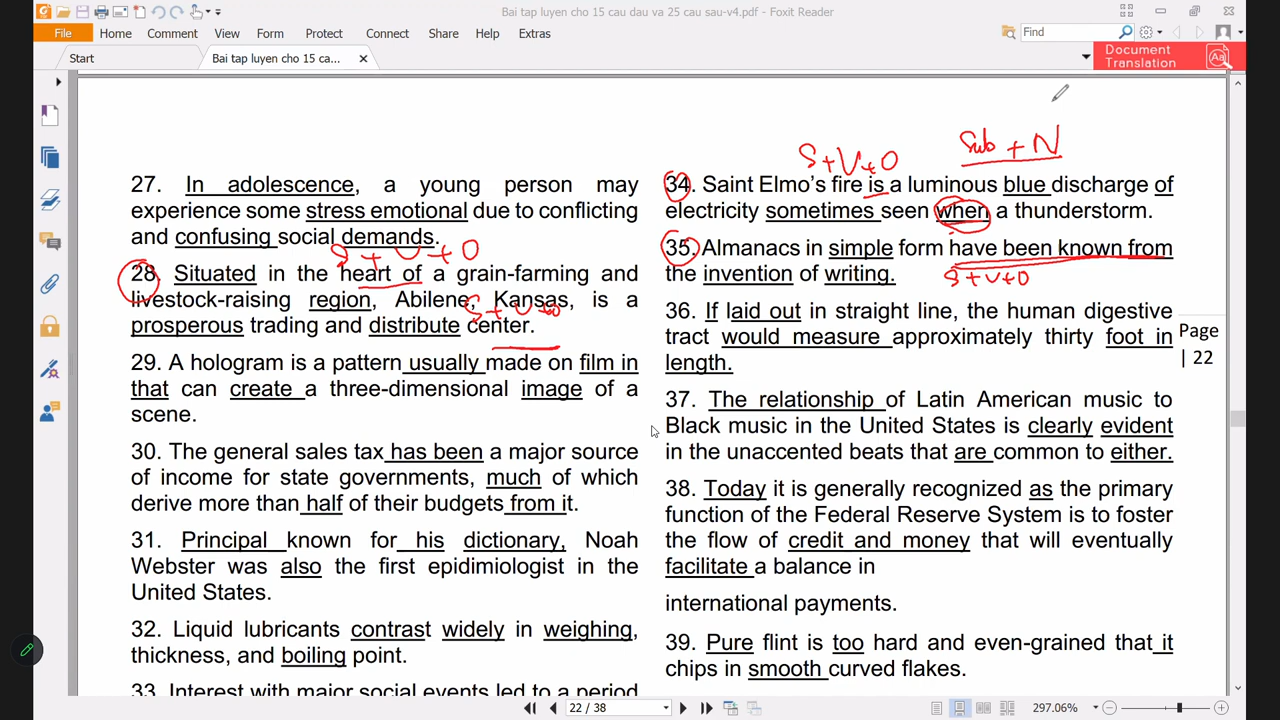 Bai tap luyen cho 15 cau dau va 25 cau sau-v4.pdf - Foxit Reader
File Home Comment View Form Protect Connect Share Help Extras Find
Document Translation
Start Bai tap luyen cho 15 ca...
Sub + N
S+V+O
27. In adolescence, a young person may
experience some stress emotional due to conflicting
and confusing social demands.
S + V + O
28. Situated in the heart of a grain-farming and
livestock-raising region, Abilene, Kansas, is a
S + V +O
prosperous trading and distribute center.
29. A hologram is a pattern usually made on film in
that can create a three-dimensional image of a
scene.
30. The general sales tax has been a major source
of income for state governments, much of which
derive more than half of their budgets from it.
31. Principal known for his dictionary, Noah
Webster was also the first epidimiologist in the
United States.
32. Liquid lubricants contrast widely in weighing,
thickness, and boiling point.
33. Interest with major social events led to a period
34. Saint Elmo's fire is a luminous blue discharge of
electricity sometimes seen when a thunderstorm.
35. Almanacs in simple form have been known from
the invention of writing.
S+V+O
36. If laid out in straight line, the human digestive
tract would measure approximately thirty foot in
length.
Page
| 22
37. The relationship of Latin American music to
Black music in the United States is clearly evident
in the unaccented beats that are common to either.
38. Today it is generally recognized as the primary
function of the Federal Reserve System is to foster
the flow of credit and money that will eventually
facilitate a balance in
international payments.
39. Pure flint is too hard and even-grained that it
chips in smooth curved flakes.
22 / 38 297.06%